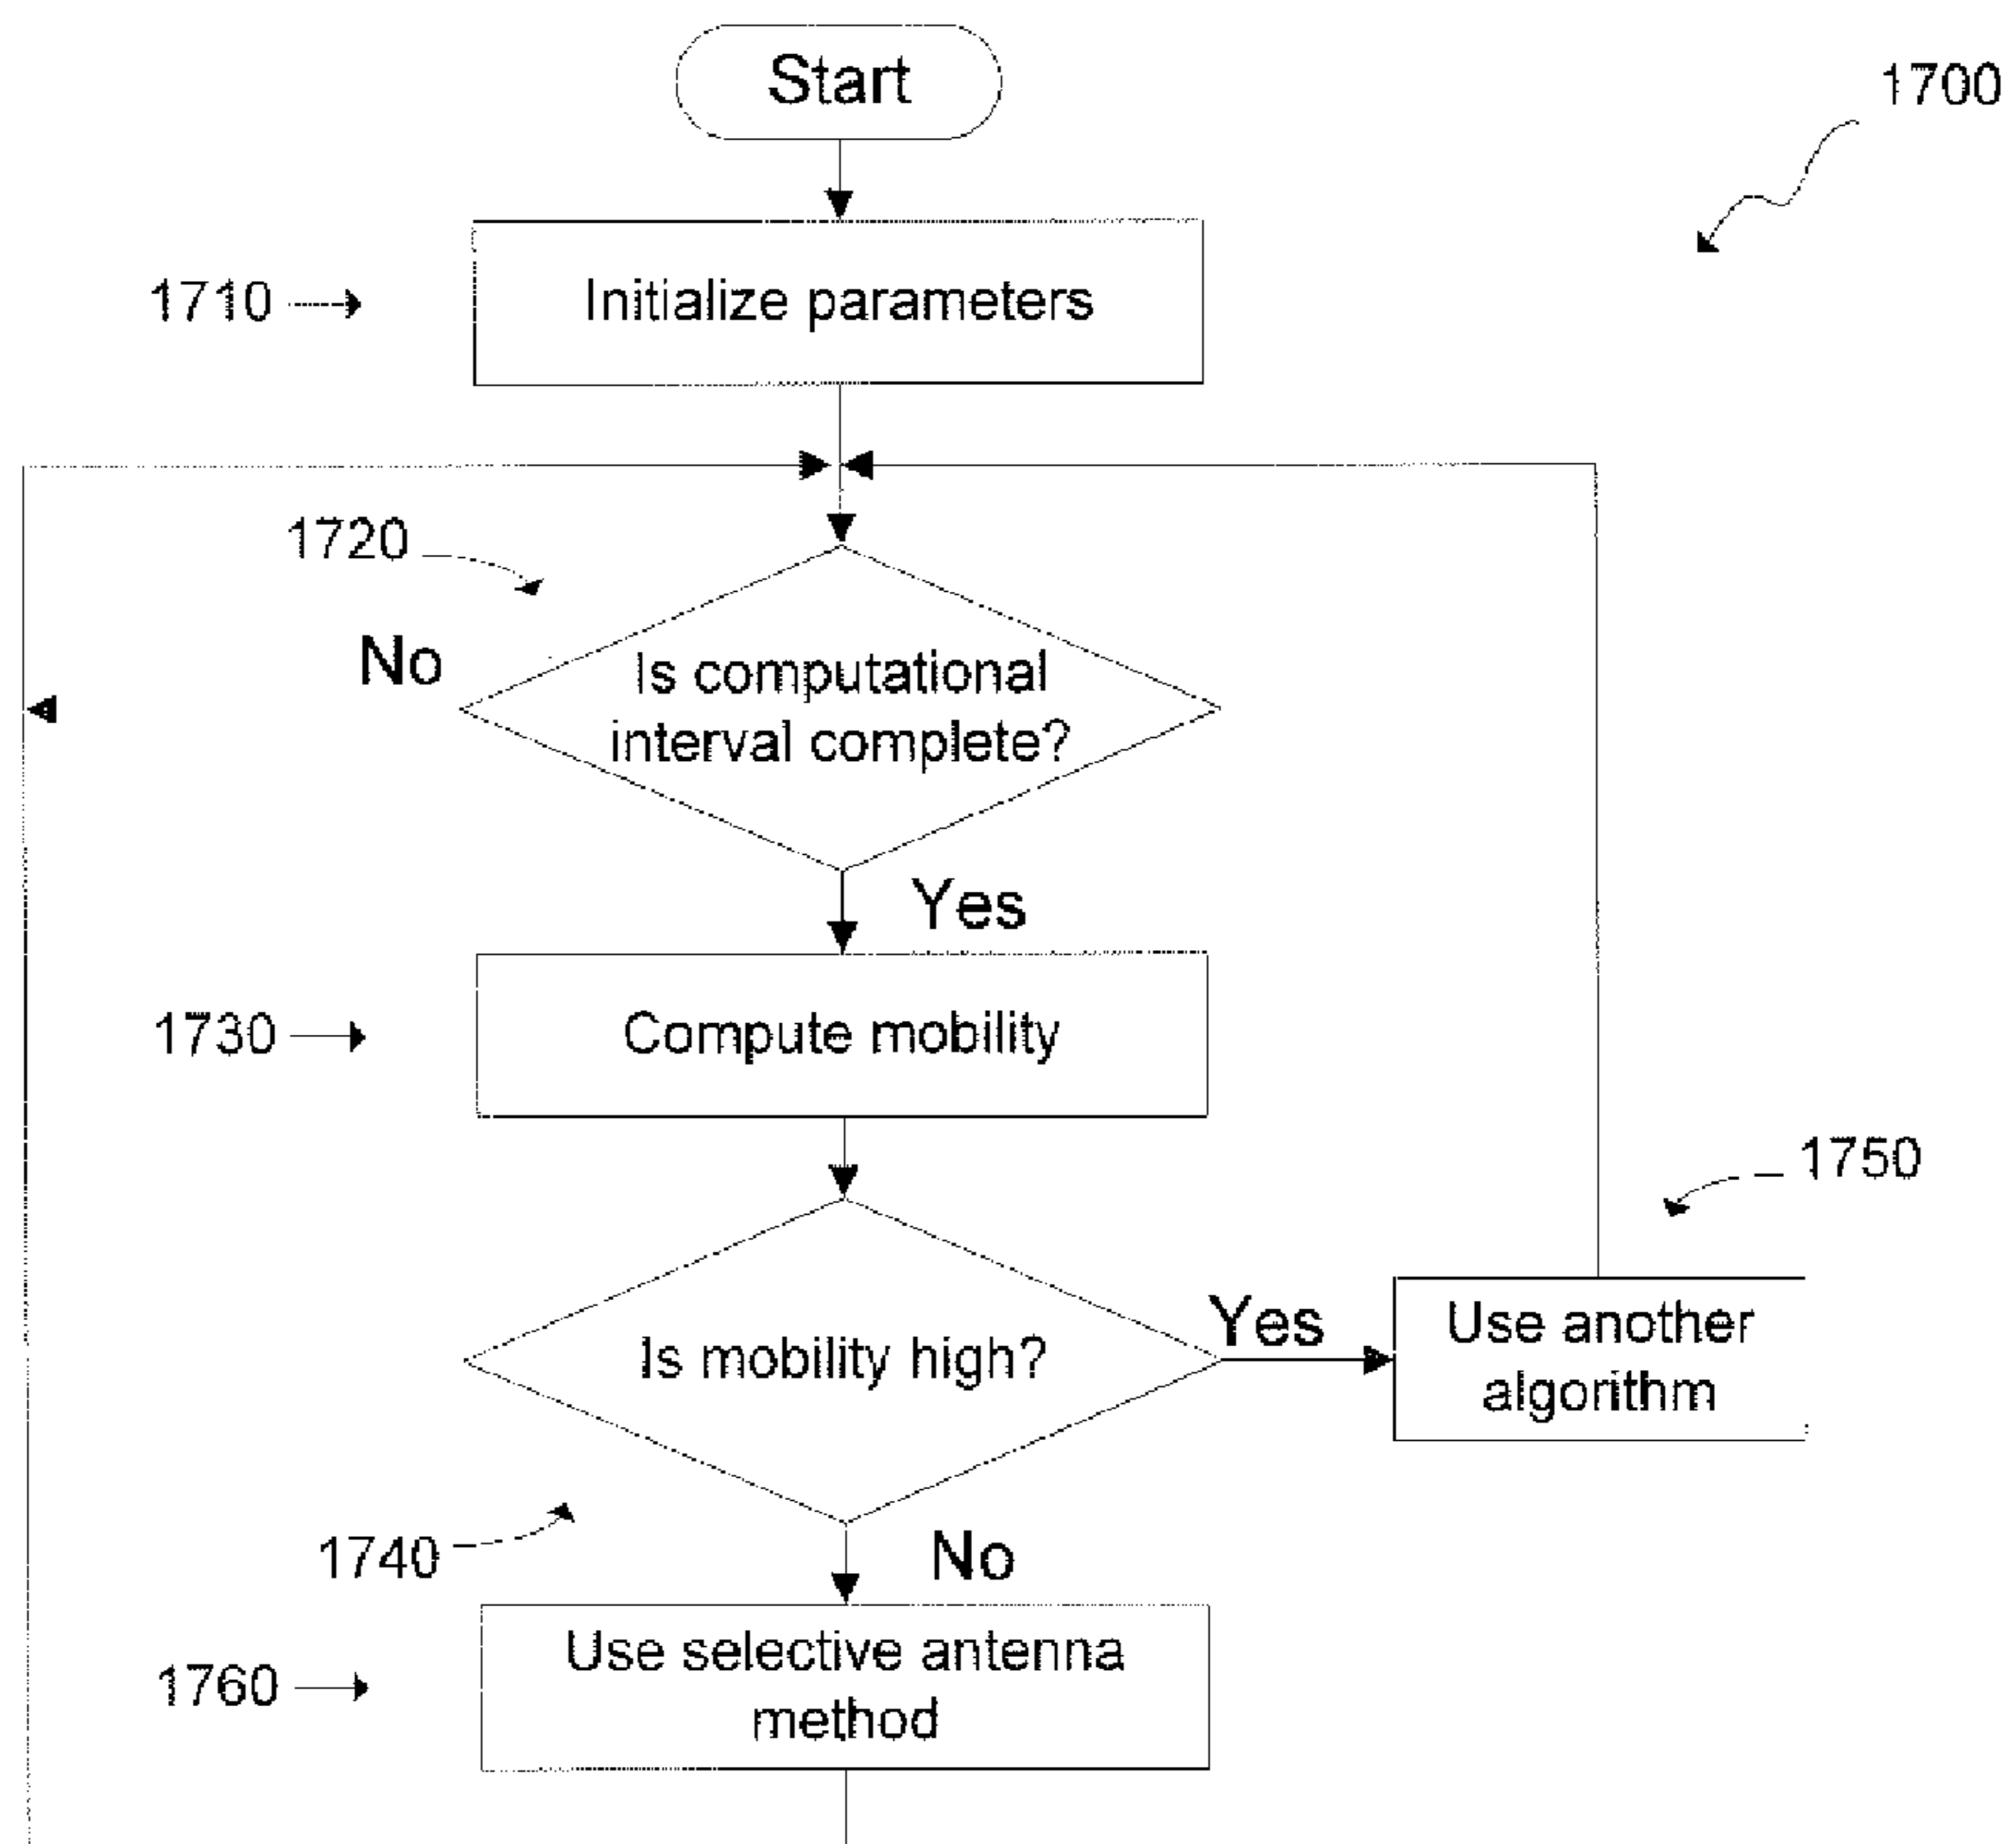 Start
1700
1710
Initialize parameters
1720
No
Is computational
interval complete?
Yes
1730
Compute mobility
1750
Is mobility high?
Yes
Use another
algorithm
1740
No
1760
Use selective antenna
method